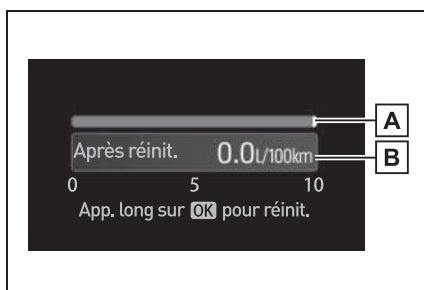 A
Après réinit. 0.0L/100km
B
0 5 10
App. long sur OK pour réinit.